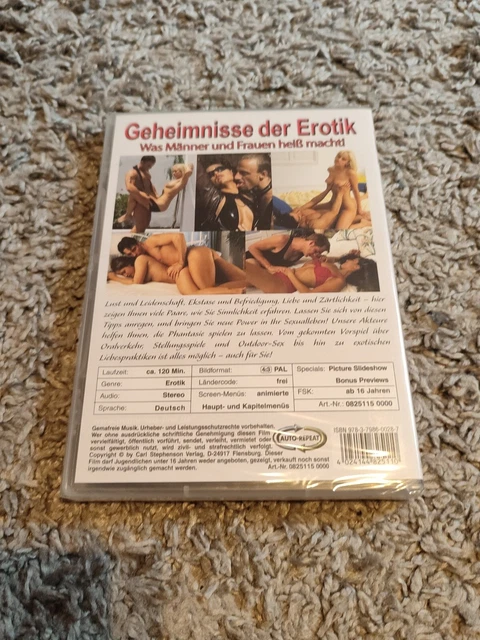 Geheimnisse der Erotik
Was Männer und Frauen heiß macht!
Lust und Leidenschaft, Ekstase und Befriedigung, Liebe und Zärtlichkeit – hier
zeigen Ihnen viele Paare, wie Sie Sinnlichkeit erfahren. Lassen Sie sich von diesen
Tipps anregen, und bringen Sie neue Power in Ihr Sexualleben! Unsere Akteure
helfen Ihnen, die Phantasie spielen zu lassen. Vom gekonnten Vorspiel über
Oralverkehr, Stellungsspiele und Outdoor-Sex bis hin zu exotischen
Liebespraktiken ist alles möglich – auch für Sie!
Laufzeit: ca. 120 Min. Bildformat: 4:3 PAL Specials: Picture Slideshow
Bonus Previews
Genre: Erotik Ländercode: frei
Audio: Stereo Screen-Menüs: animierte FSK: ab 16 Jahren
Sprache: Deutsch Haupt- und Kapitelmenüs Art.-Nr.: 0825115 0000
Gemafreie Musik. Urheber- und Leistungsschutzrechte vorbehalten.
Wer ohne ausdrückliche schriftliche Genehmigung diesen Film
vervielfältigt, öffentlich vorführt, sendet, verleiht, vermietet oder
sonst gewerblich nutzt, wird zivil- und strafrechtlich verfolgt.
Copyright © by Carl Stephenson Verlag, D-24917 Flensburg. Dieser
Film darf Jugendlichen unter 16 Jahren weder angeboten, gezeigt, verkauft noch sonst
irgendwie zugänglich gemacht werden. Art.-Nr. 0825115 0000
AUTO-REPEAT